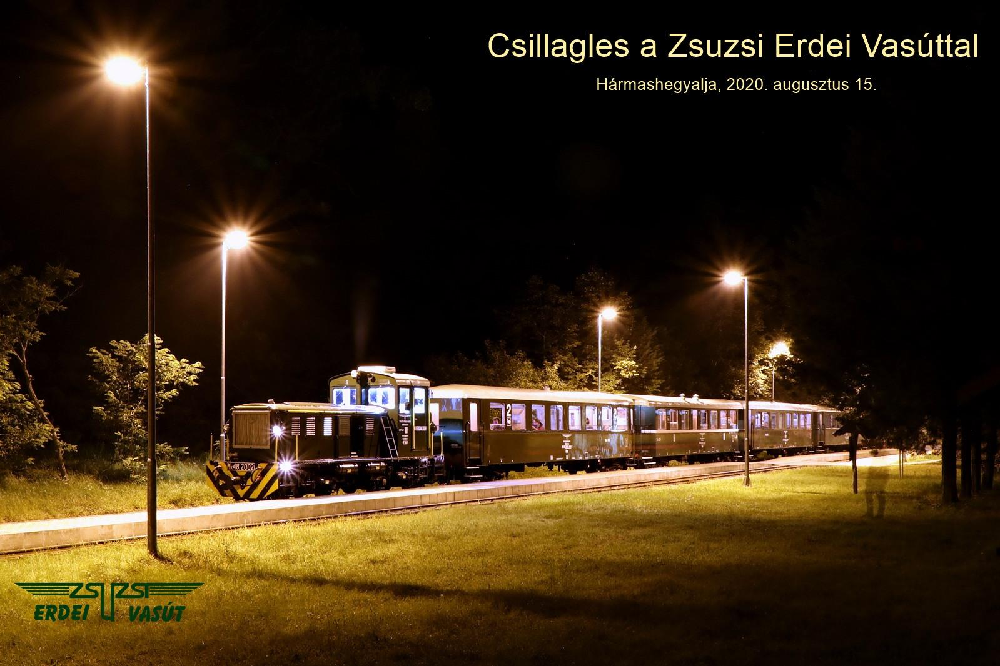 Csillagles a Zsuzsi Erdei Vasúttal
Hármashegyalja, 2020. augusztus 15.
2
2
Mk48,2002
ZSUZSI
ERDEI VASÚT